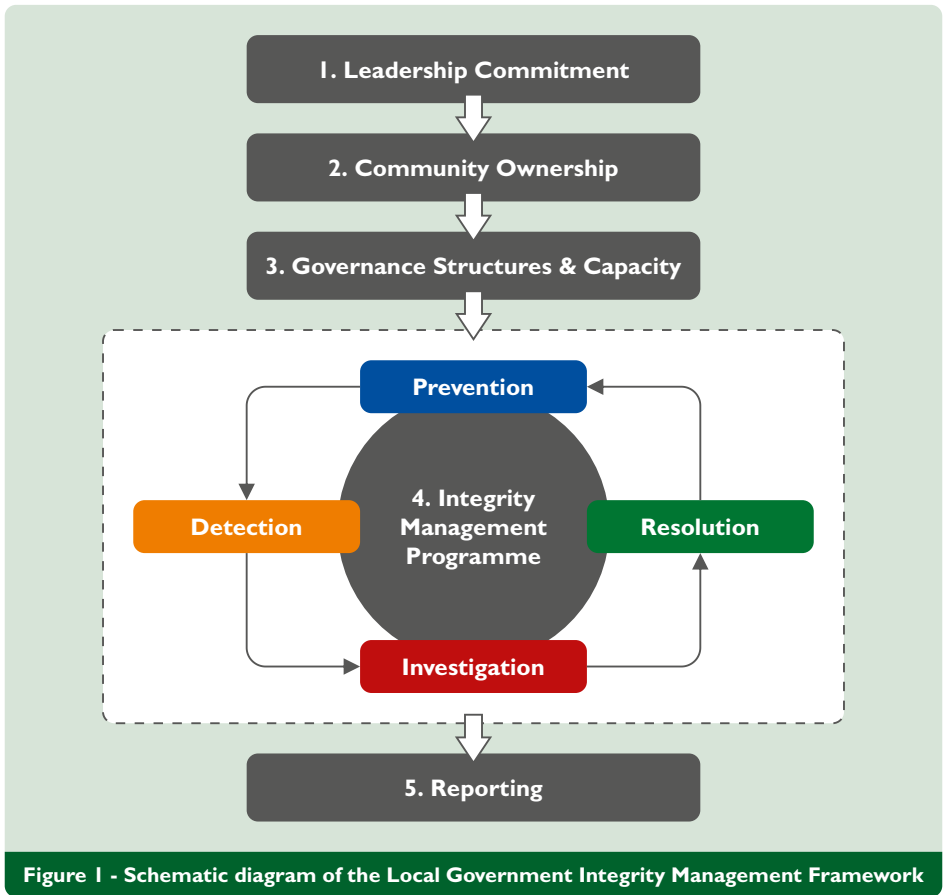 1. Leadership Commitment
2. Community Ownership
3. Governance Structures & Capacity
Prevention
Detection
4. Integrity
Management
Programme
Resolution
Investigation
5. Reporting
Figure 1 - Schematic diagram of the Local Government Integrity Management Framework